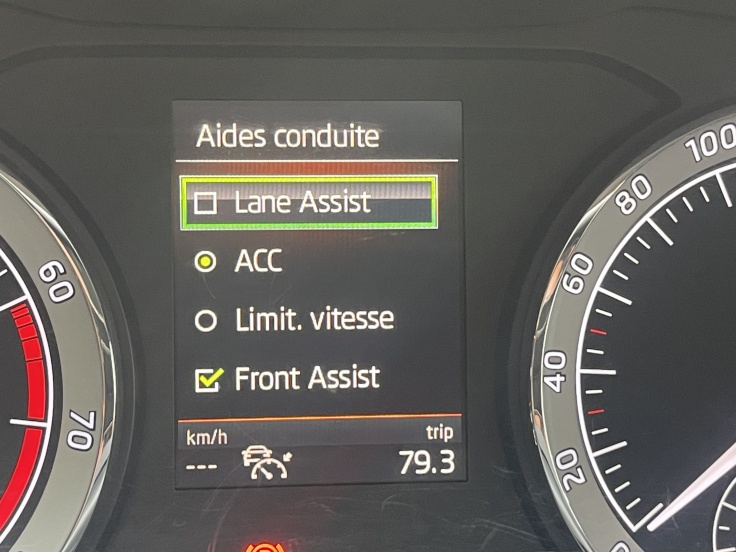 Aides conduite
Lane Assist
ACC
Limit. vitesse
Front Assist
km/h
trip
---
79.3
60
70
20
40
60
80
100